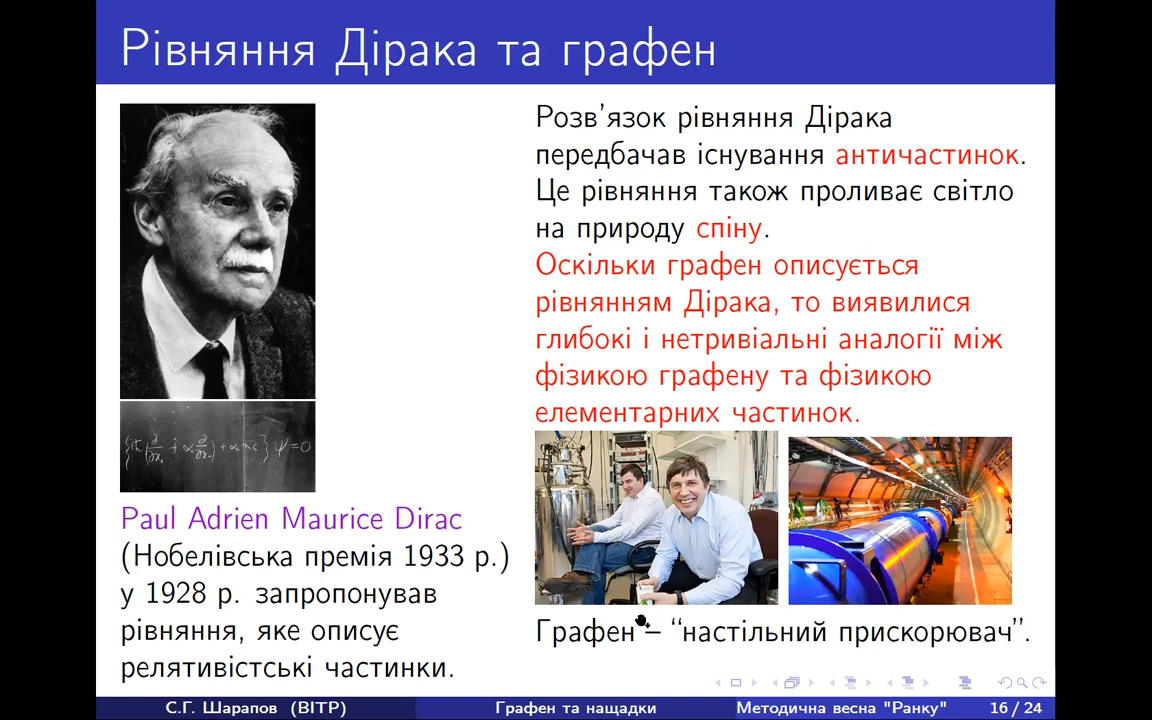 Рівняння Дірака та графен
Paul Adrien Maurice Dirac
(Нобелівська премія 1933 р.)
у 1928 р. запропонував
рівняння, яке описує
релятивістські частинки.
Розв’язок рівняння Дірака
передбачав існування античастинок.
Це рівняння також проливає світло
на природу спіну.
Оскільки графен описується
рівнянням Дірака, то виявилися
глибокі і нетривіальні аналогії між
фізикою графену та фізикою
елементарних частинок.
Графен – “настільний прискорювач”.
С.Г. Шарапов (ВІТР)
Графен та нащадки
Методична весна "Ранку"
16 / 24